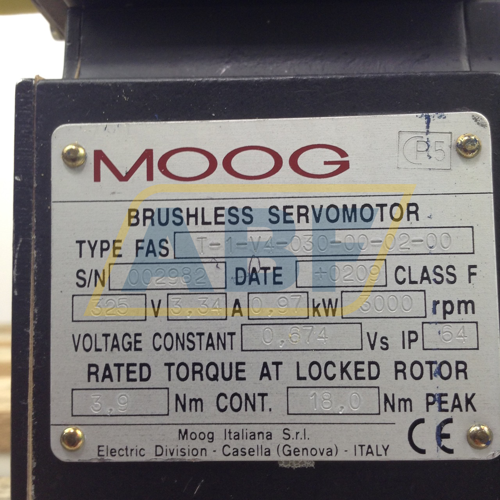 MOOG
P5
BRUSHLESS SERVOMOTOR
TYPE FAS T-1-V4-030-00-02-00
S/N 002982 DATE +0209 CLASS F
325 V 3,34 A 0,97 kW 3000 rpm
VOLTAGE CONSTANT 0,674 Vs IP 64
RATED TORQUE AT LOCKED ROTOR
3,9 Nm CONT. 18,0 Nm PEAK
Moog Italiana S.r.l.
Electric Division - Casella (Genova) - ITALY
CE
ABF